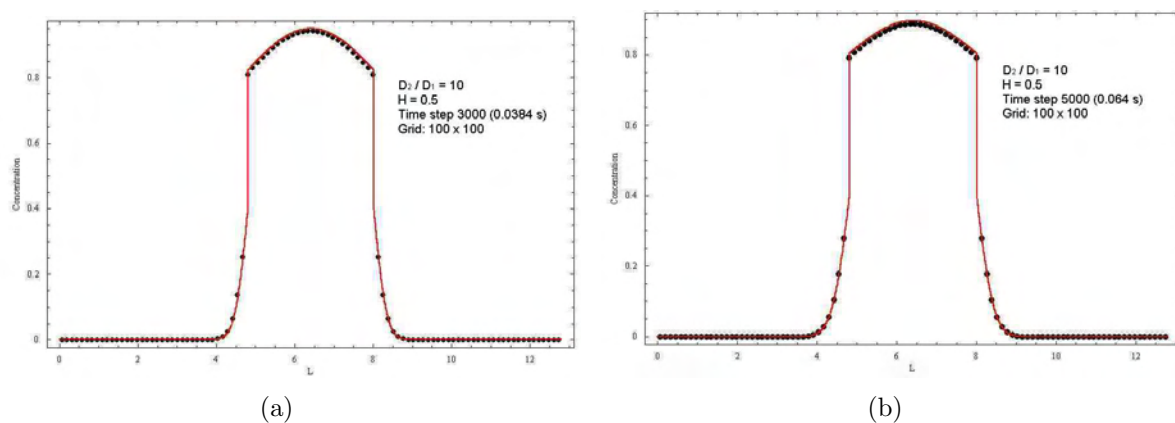 0.8
0.6
0.4
0.2
0
Concentration
D₂ / D₁ = 10
H = 0.5
Time step 3000 (0.0384 s)
Grid: 100 x 100
0 2 4 6 8 10 12
L
(a)
0.8
0.6
0.4
0.2
0
Concentration
D₂ / D₁ = 10
H = 0.5
Time step 5000 (0.064 s)
Grid: 100 x 100
0 2 4 6 8 10 12
L
(b)